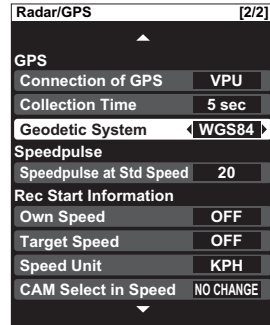 Radar/GPS [2/2]
GPS
Connection of GPS VPU
Collection Time 5 sec
Geodetic System WGS84
Speedpulse
Speedpulse at Std Speed 20
Rec Start Information
Own Speed OFF
Target Speed OFF
Speed Unit KPH
CAM Select in Speed NO CHANGE